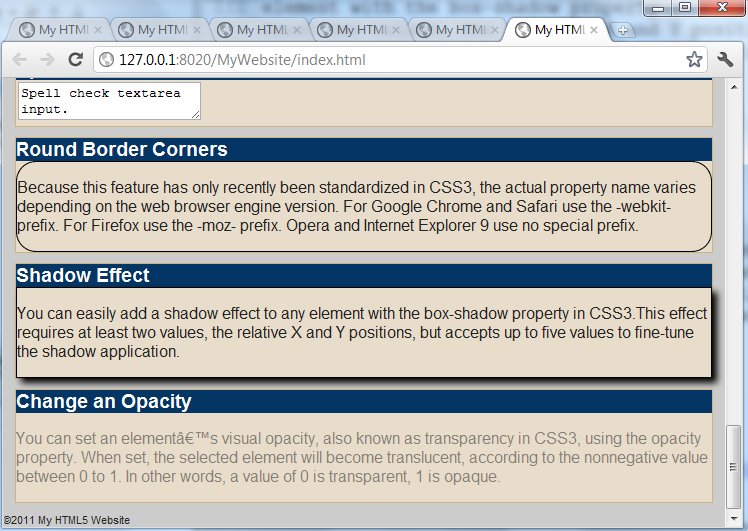 My HTML
My HTML
My HTML
My HTML
My HTML
My HTML
127.0.0.1:8020/MyWebsite/index.html
Spell check textarea
input.
Round Border Corners
Because this feature has only recently been standardized in CSS3, the actual property name varies
depending on the web browser engine version. For Google Chrome and Safari use the -webkit-
prefix. For Firefox use the -moz- prefix. Opera and Internet Explorer 9 use no special prefix.
Shadow Effect
You can easily add a shadow effect to any element with the box-shadow property in CSS3.This effect
requires at least two values, the relative X and Y positions, but accepts up to five values to fine-tune
the shadow application.
Change an Opacity
You can set an elementâ€™s visual opacity, also known as transparency in CSS3, using the opacity
property. When set, the selected element will become translucent, according to the nonnegative value
between 0 to 1. In other words, a value of 0 is transparent, 1 is opaque.
©2011 My HTML5 Website